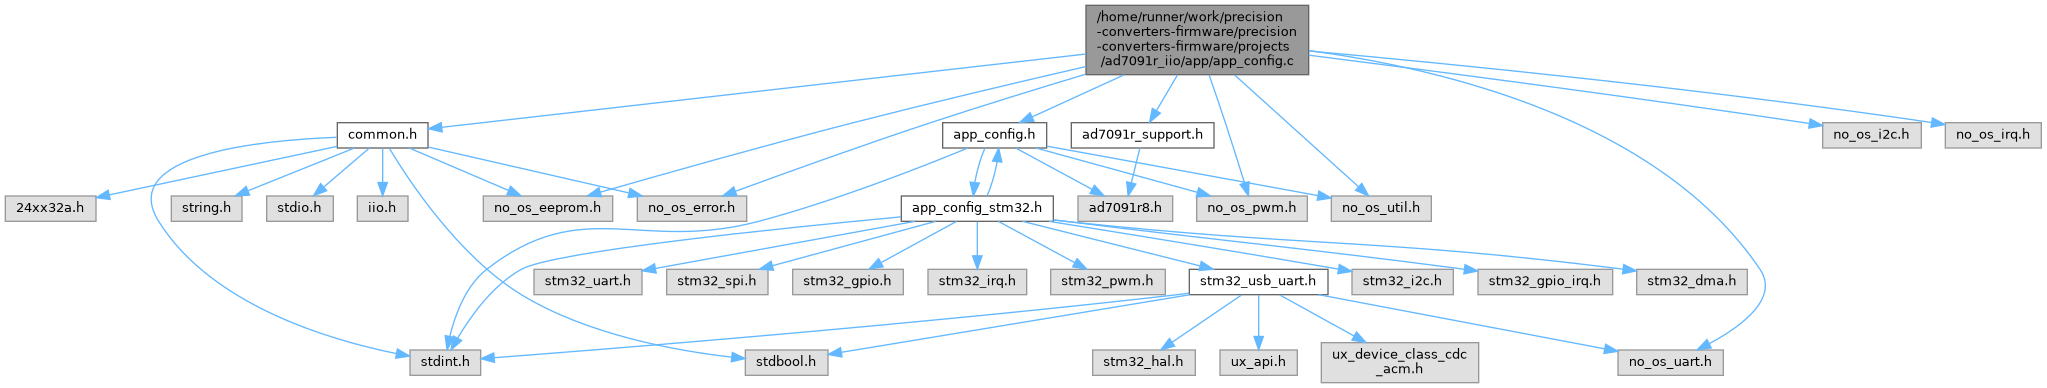 /home/runner/work/precision
-converters-firmware/precision
-converters-firmware/projects
/ad7091r_iio/app/app_config.c
common.h
app_config.h
ad7091r_support.h
no_os_i2c.h
no_os_irq.h
24xx32a.h
string.h
stdio.h
iio.h
no_os_eeprom.h
no_os_error.h
app_config_stm32.h
ad7091r8.h
no_os_pwm.h
no_os_util.h
stm32_uart.h
stm32_spi.h
stm32_gpio.h
stm32_irq.h
stm32_pwm.h
stm32_usb_uart.h
stm32_i2c.h
stm32_gpio_irq.h
stm32_dma.h
stdint.h
stdbool.h
stm32_hal.h
ux_api.h
ux_device_class_cdc
_acm.h
no_os_uart.h